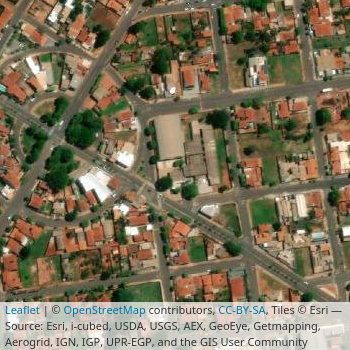 Leaflet | © OpenStreetMap contributors, CC-BY-SA, Tiles © Esri —
Source: Esri, i-cubed, USDA, USGS, AEX, GeoEye, Getmapping,
Aerogrid, IGN, IGP, UPR-EGP, and the GIS User Community